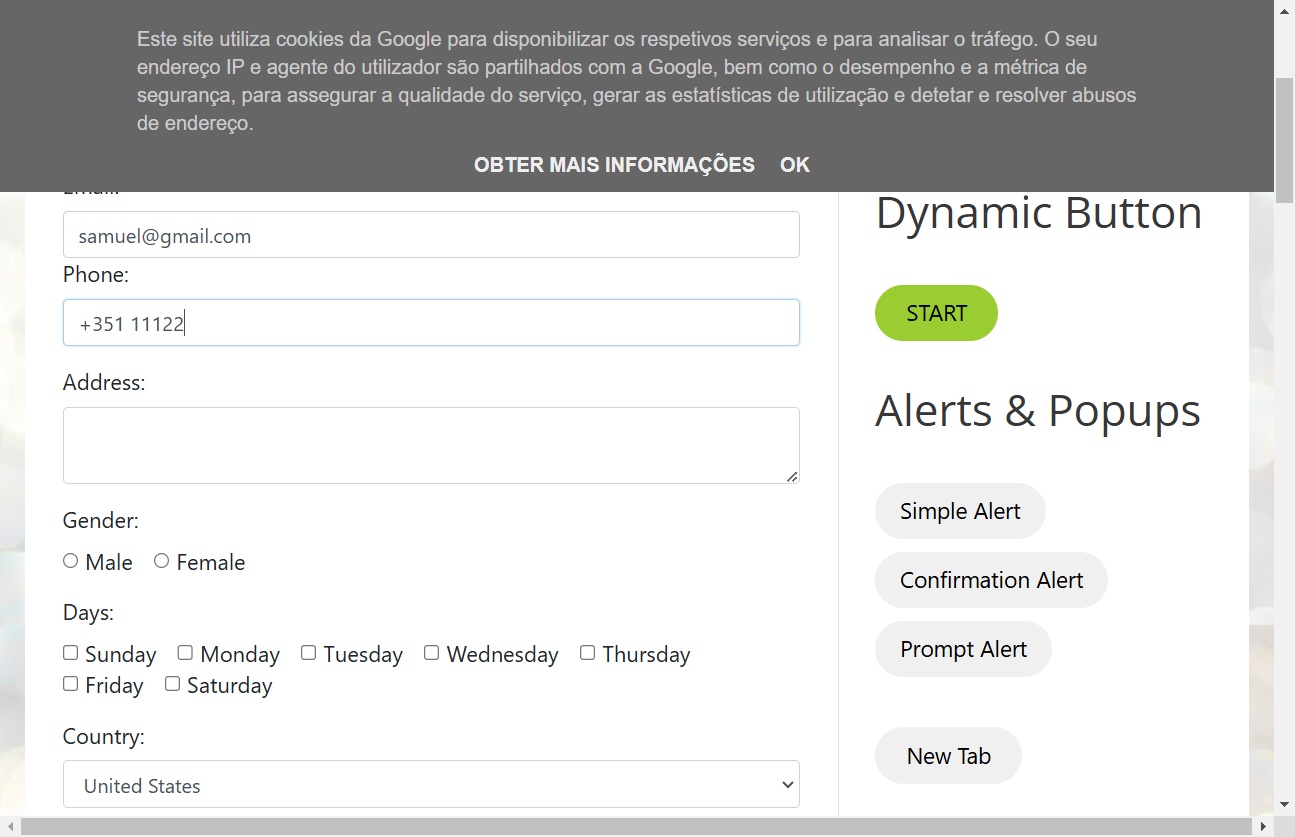 Este site utiliza cookies da Google para disponibilizar os respetivos serviços e para analisar o tráfego. O seu
endereço IP e agente do utilizador são partilhados com a Google, bem como o desempenho e a métrica de
segurança, para assegurar a qualidade do serviço, gerar as estatísticas de utilização e detetar e resolver abusos
de endereço.
OBTER MAIS INFORMAÇÕES OK
samuel@gmail.com
Phone:
+351 11122
Address:
Gender:
Male Female
Days:
Sunday Monday Tuesday Wednesday Thursday
Friday Saturday
Country:
United States
Dynamic Button
START
Alerts & Popups
Simple Alert
Confirmation Alert
Prompt Alert
New Tab